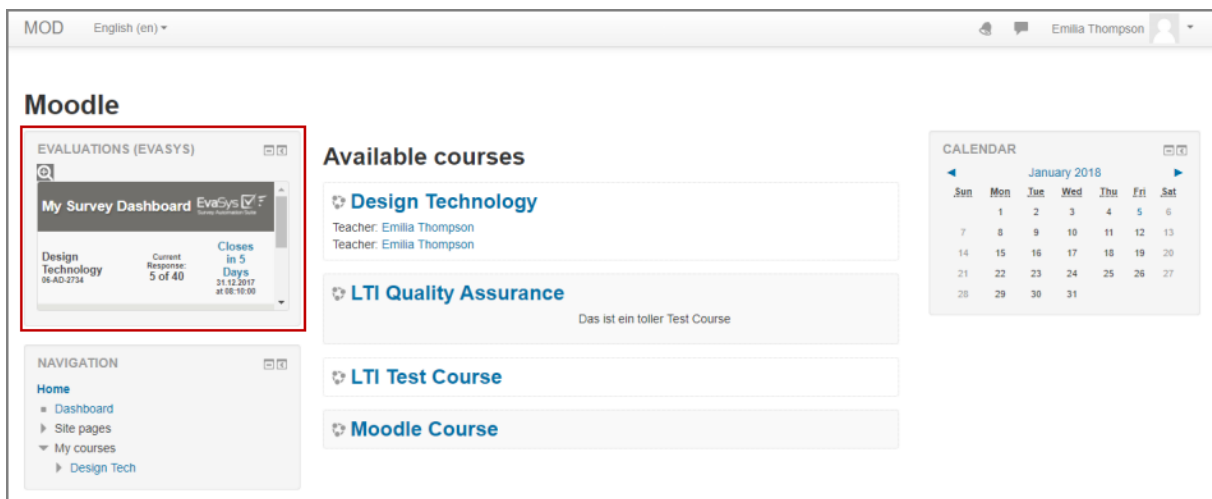 MOD English (en)
Emilia Thompson
Moodle
EVALUATIONS (EVASYS)
My Survey Dashboard EvaSys
Survey Automation Suite
Design Technology
06-AD-2734
Current Response:
5 of 40
Closes in 5 Days
31.12.2017
at 08:10:00
NAVIGATION
Home
Dashboard
Site pages
My courses
Design Tech
Available courses
Design Technology
Teacher: Emilia Thompson
Teacher: Emilia Thompson
LTI Quality Assurance
Das ist ein toller Test Course
LTI Test Course
Moodle Course
CALENDAR
January 2018
Sun Mon Tue Wed Thu Fri Sat
1 2 3 4 5 6
7 8 9 10 11 12 13
14 15 16 17 18 19 20
21 22 23 24 25 26 27
28 29 30 31